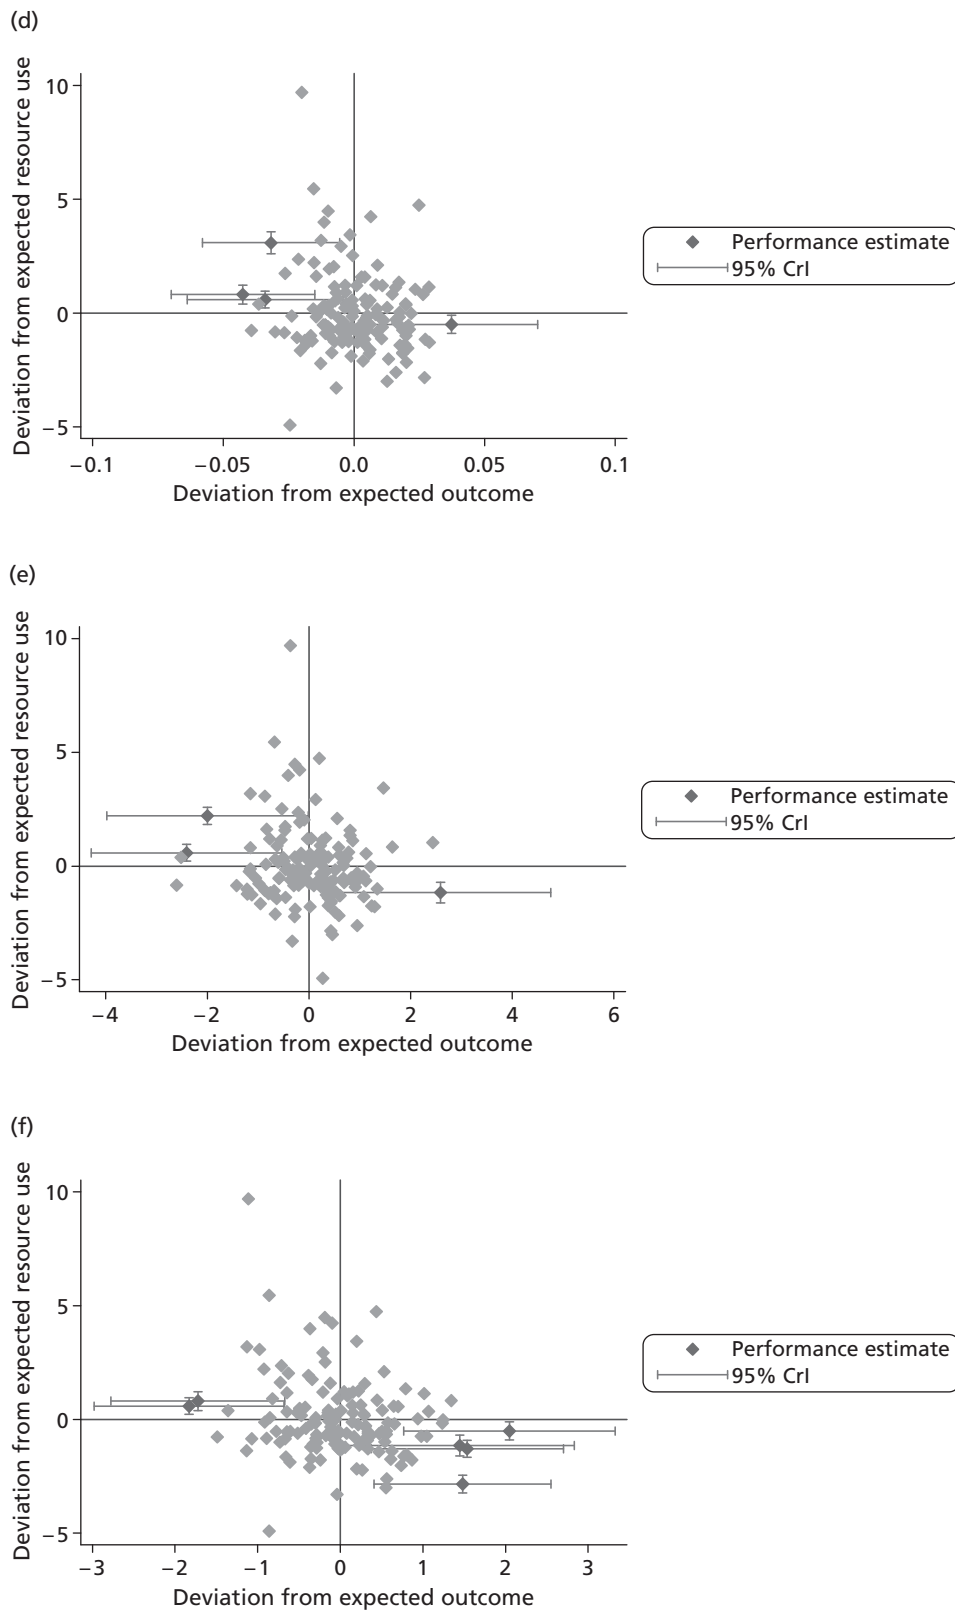 (d)
Deviation from expected resource use
10
5
0
−5
−0.1
−0.05
0.0
0.05
0.1
Deviation from expected outcome
Performance estimate
95% CrI
(e)
Deviation from expected resource use
10
5
0
−5
−4
−2
0
2
4
6
Deviation from expected outcome
Performance estimate
95% CrI
(f)
Deviation from expected resource use
10
5
0
−5
−3
−2
−1
0
1
2
3
Deviation from expected outcome
Performance estimate
95% CrI